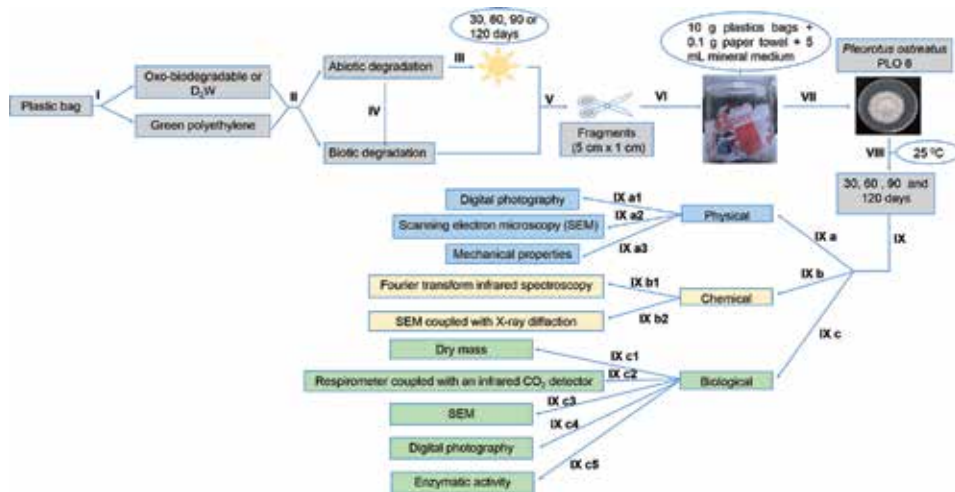 30, 60, 90 or
120 days
10 g plastics bags +
0.1 g paper towel + 5
mL mineral medium
Pleurotus ostreatus
PLO 6
Plastic bag
I
Oxo-biodegradable or
D2W
Green polyethylene
II
Abiotic degradation
III
IV
Biotic degradation
V
Fragments
(5 cm x 1 cm)
VI
VII
VIII
25 ºC
30, 60 , 90 and
120 days
IX
Digital photography
IX a1
Scanning electron microscopy (SEM)
IX a2
Mechanical properties
IX a3
Physical
IX a
Fourier transform infrared spectroscopy
IX b1
SEM coupled with X-ray diffaction
IX b2
Chemical
IX b
Dry mass
IX c1
Respirometer coupled with an infrared CO2 detector
IX c2
SEM
IX c3
Digital photography
IX c4
Enzymatic activity
IX c5
Biological
IX c